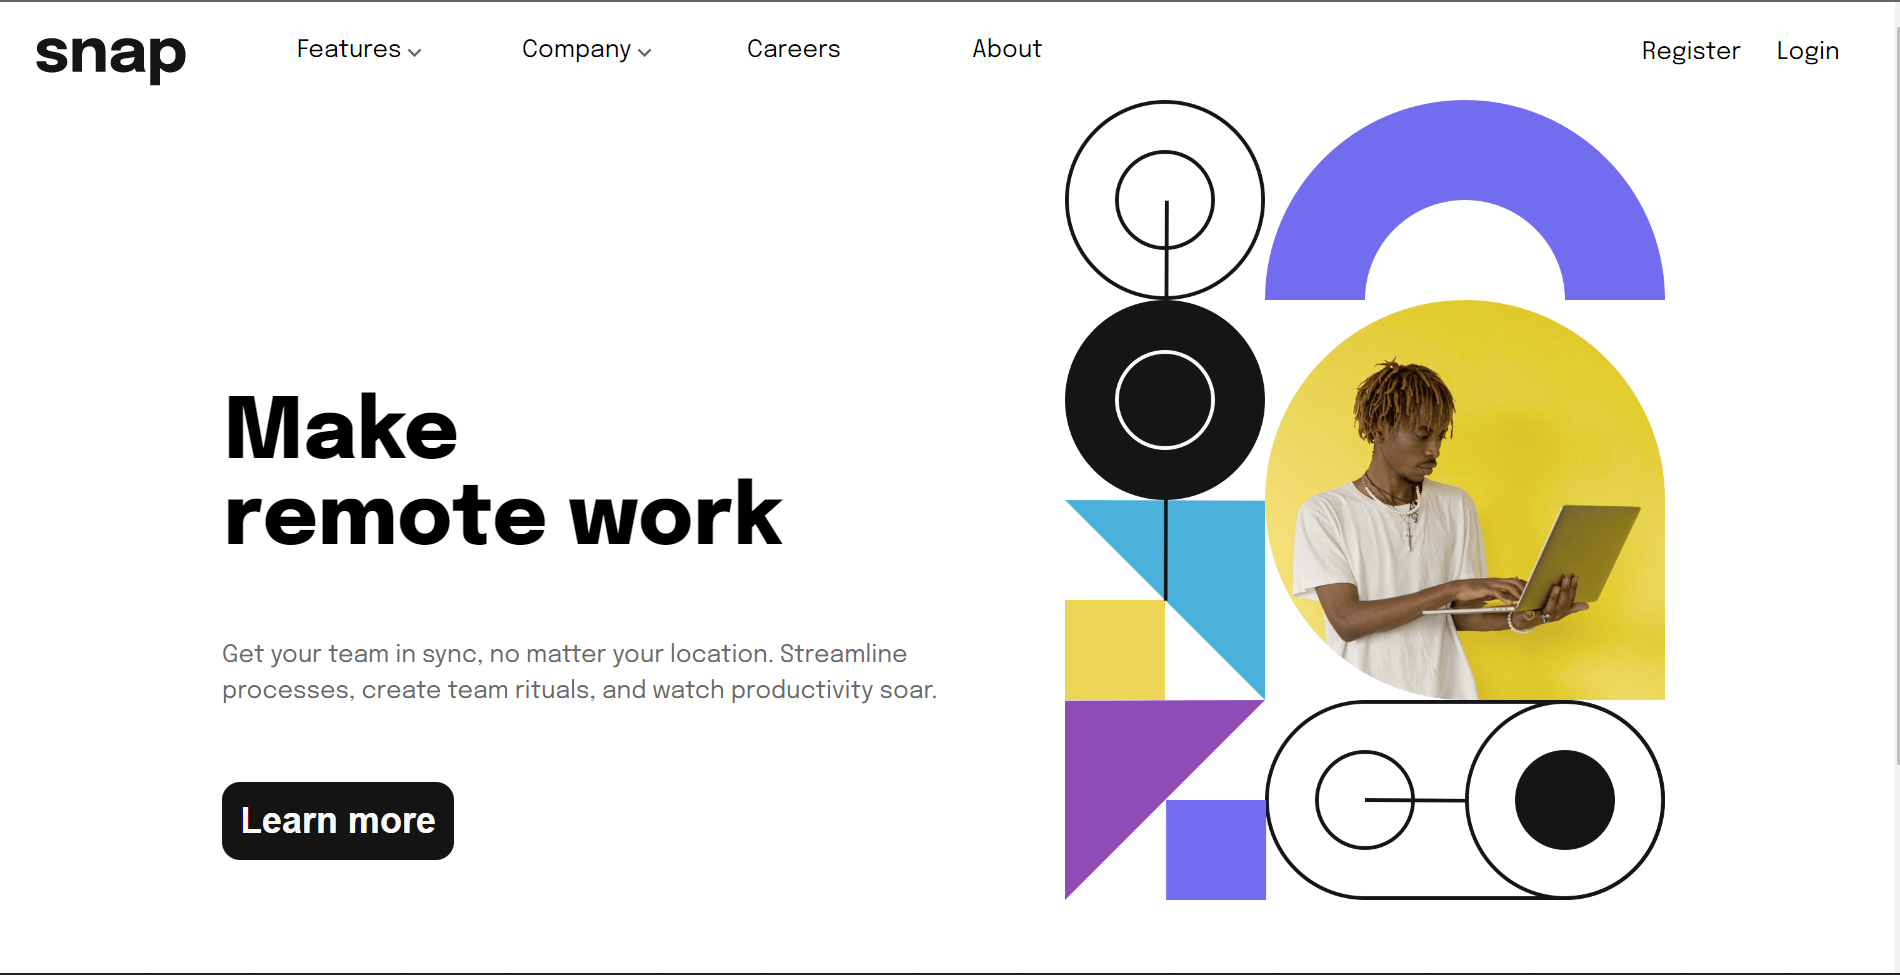 snap
Features
Company
Careers
About
Register
Login
Make
remote work
Get your team in sync, no matter your location. Streamline
processes, create team rituals, and watch productivity soar.
Learn more